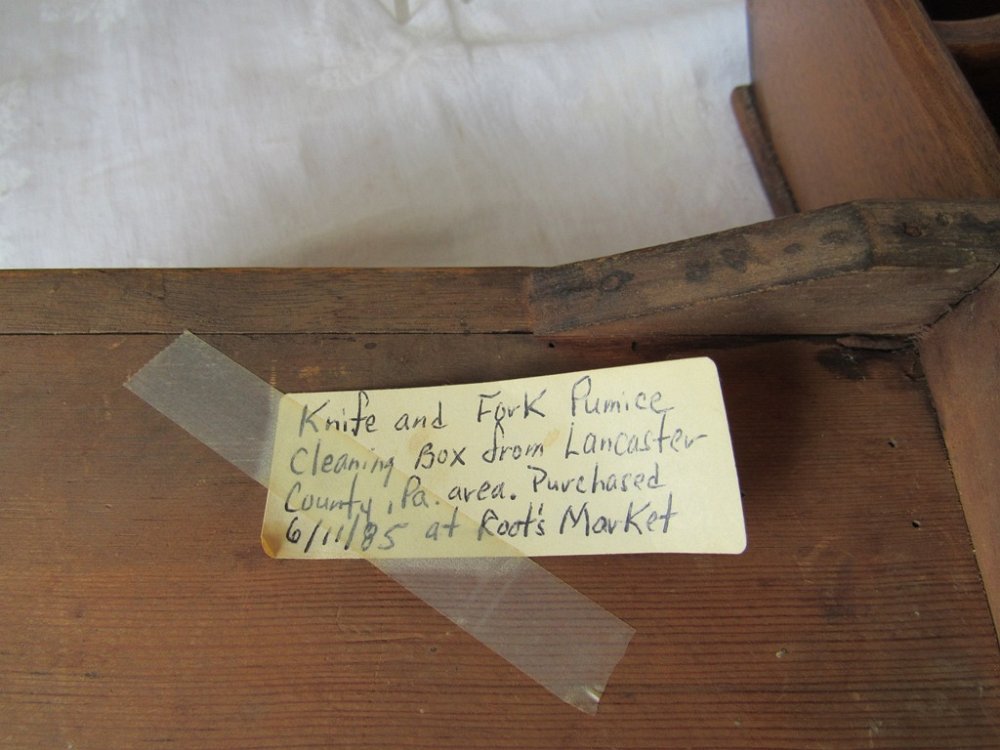 Knife and Fork Pumice
Cleaning Box from Lancaster
County, Pa. area. Purchased
6/11/85 at Root's Market